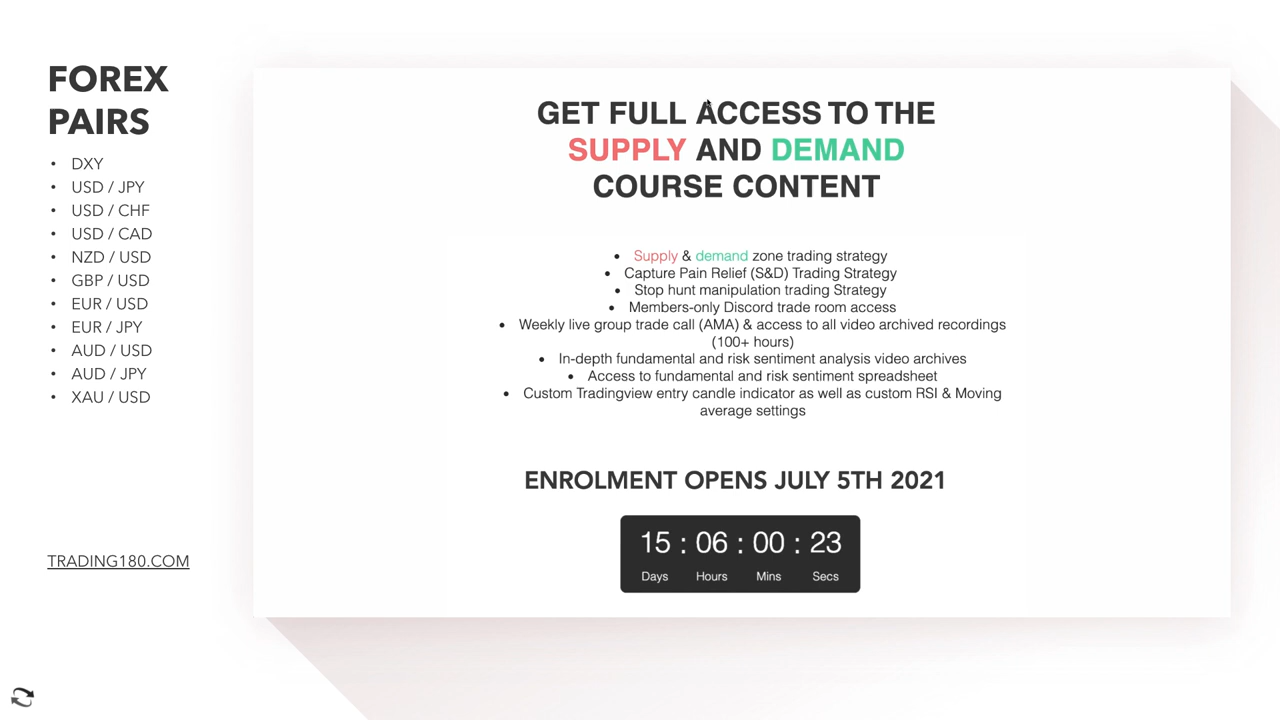 FOREX
PAIRS
• DXY
• USD / JPY
• USD / CHF
• USD / CAD
• NZD / USD
• GBP / USD
• EUR / USD
• EUR / JPY
• AUD / USD
• AUD / JPY
• XAU / USD
TRADING180.COM
GET FULL ACCESS TO THE
SUPPLY AND DEMAND
COURSE CONTENT
• Supply & demand zone trading strategy
• Capture Pain Relief (S&D) Trading Strategy
• Stop hunt manipulation trading Strategy
• Members-only Discord trade room access
• Weekly live group trade call (AMA) & access to all video archived recordings
(100+ hours)
• In-depth fundamental and risk sentiment analysis video archives
• Access to fundamental and risk sentiment spreadsheet
• Custom Tradingview entry candle indicator as well as custom RSI & Moving
average settings
ENROLMENT OPENS JULY 5TH 2021
15 : 06 : 00 : 23
Days Hours Mins Secs